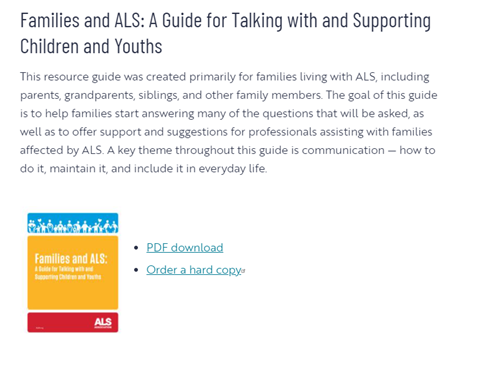 Families and ALS: A Guide for Talking with and Supporting
Children and Youths
This resource guide was created primarily for families living with ALS, including
parents, grandparents, siblings, and other family members. The goal of this guide
is to help families start answering many of the questions that will be asked, as
well as to offer support and suggestions for professionals assisting with families
affected by ALS. A key theme throughout this guide is communication — how to
do it, maintain it, and include it in everyday life.
Families and ALS:
A Guide for Talking with and
Supporting Children and Youths
ALS
• PDF download
• Order a hard copy